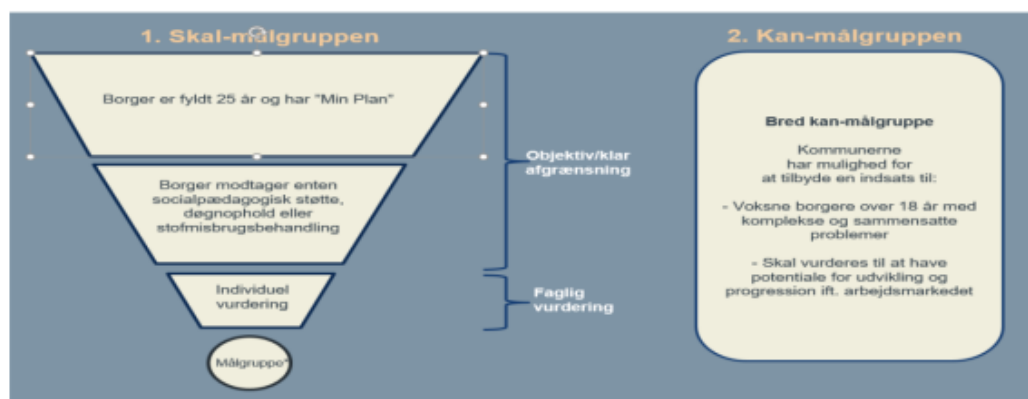 1. Skal-målgruppen
Borger er fyldt 25 år og har "Min Plan"
Borger modtager enten
socialpædagogisk støtte,
døgnophold eller
stofmisbrugsbehandling
Individuel
vurdering
Målgruppe*
Objektiv/klar
afgrænsning
Faglig
vurdering
2. Kan-målgruppen
Bred kan-målgruppe
Kommunerne
har mulighed for
at tilbyde en indsats til:
- Voksne borgere over 18 år med
komplekse og sammensatte
problemer
- Skal vurderes til at have
potentiale for udvikling og
progression ift. arbejdsmarkedet